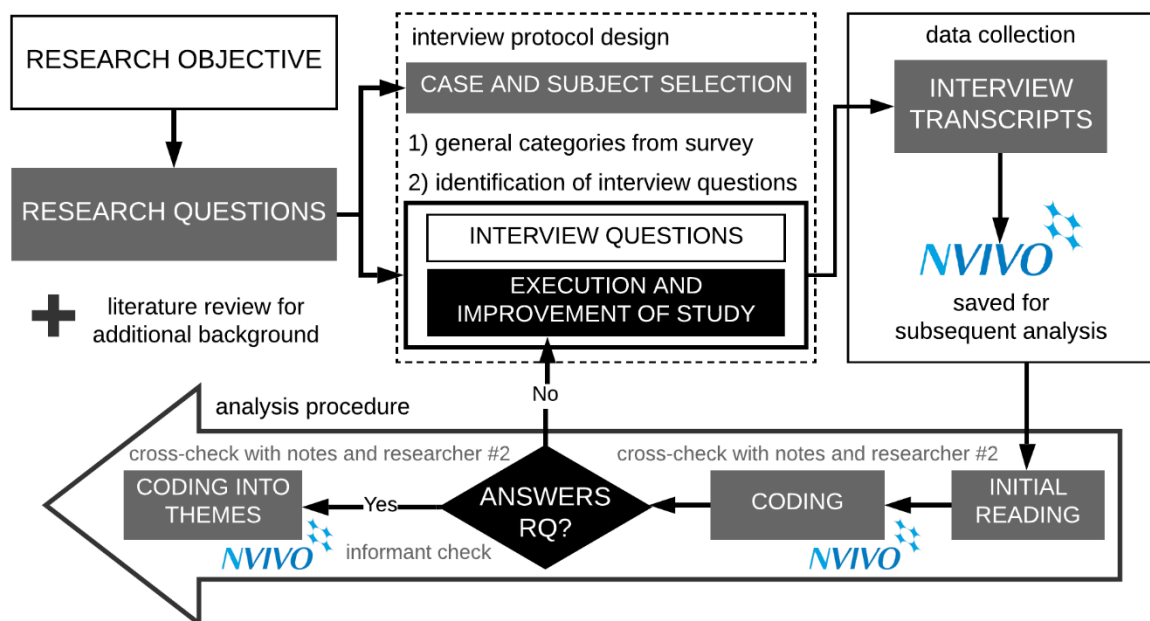 RESEARCH OBJECTIVE
RESEARCH QUESTIONS
literature review for
additional background
interview protocol design
CASE AND SUBJECT SELECTION
1) general categories from survey
2) identification of interview questions
INTERVIEW QUESTIONS
EXECUTION AND
IMPROVEMENT OF STUDY
data collection
INTERVIEW
TRANSCRIPTS
NVIVO
saved for
subsequent analysis
No
analysis procedure
cross-check with notes and researcher #2
cross-check with notes and researcher #2
CODING INTO
THEMES
Yes
ANSWERS
RQ?
CODING
INITIAL
READING
NVIVO
informant check
NVIVO